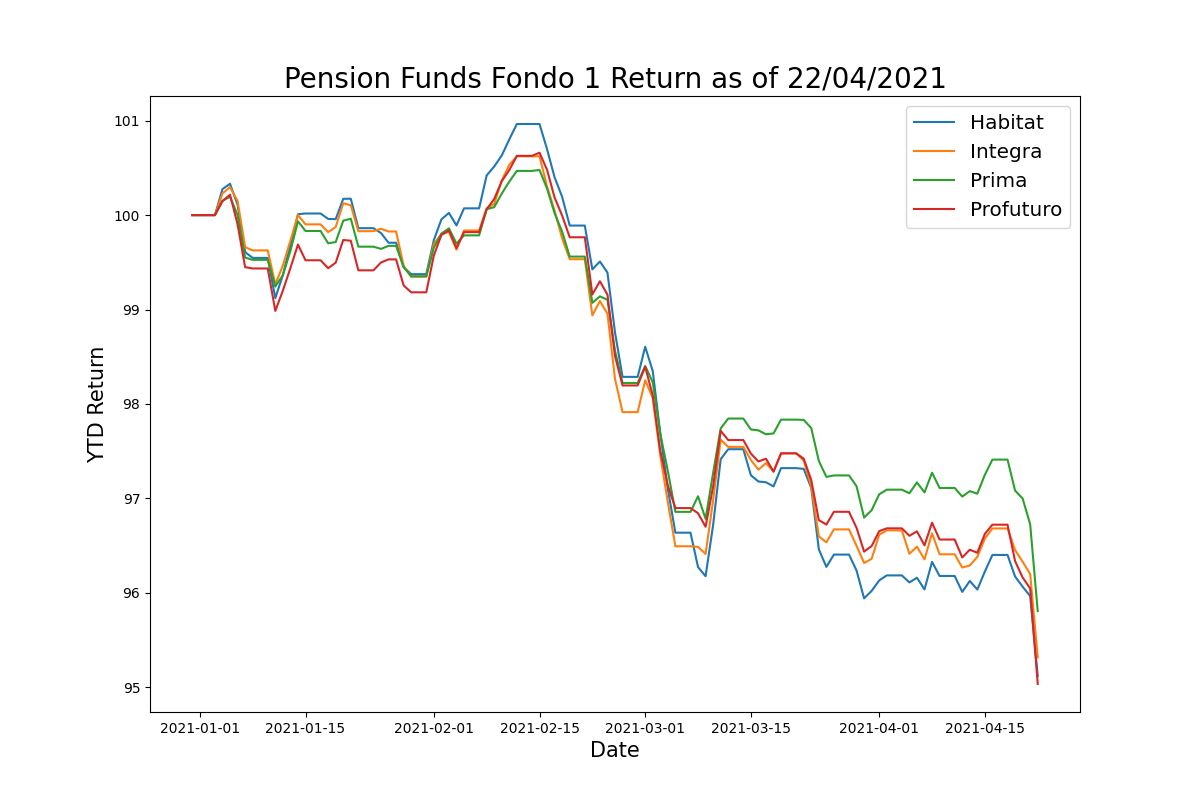 Pension Funds Fondo 1 Return as of 22/04/2021
Habitat
Integra
Prima
Profuturo
YTD Return
101
100
99
98
97
96
95
2021-01-01 2021-01-15 2021-02-01 2021-02-15 2021-03-01 2021-03-15 2021-04-01 2021-04-15
Date